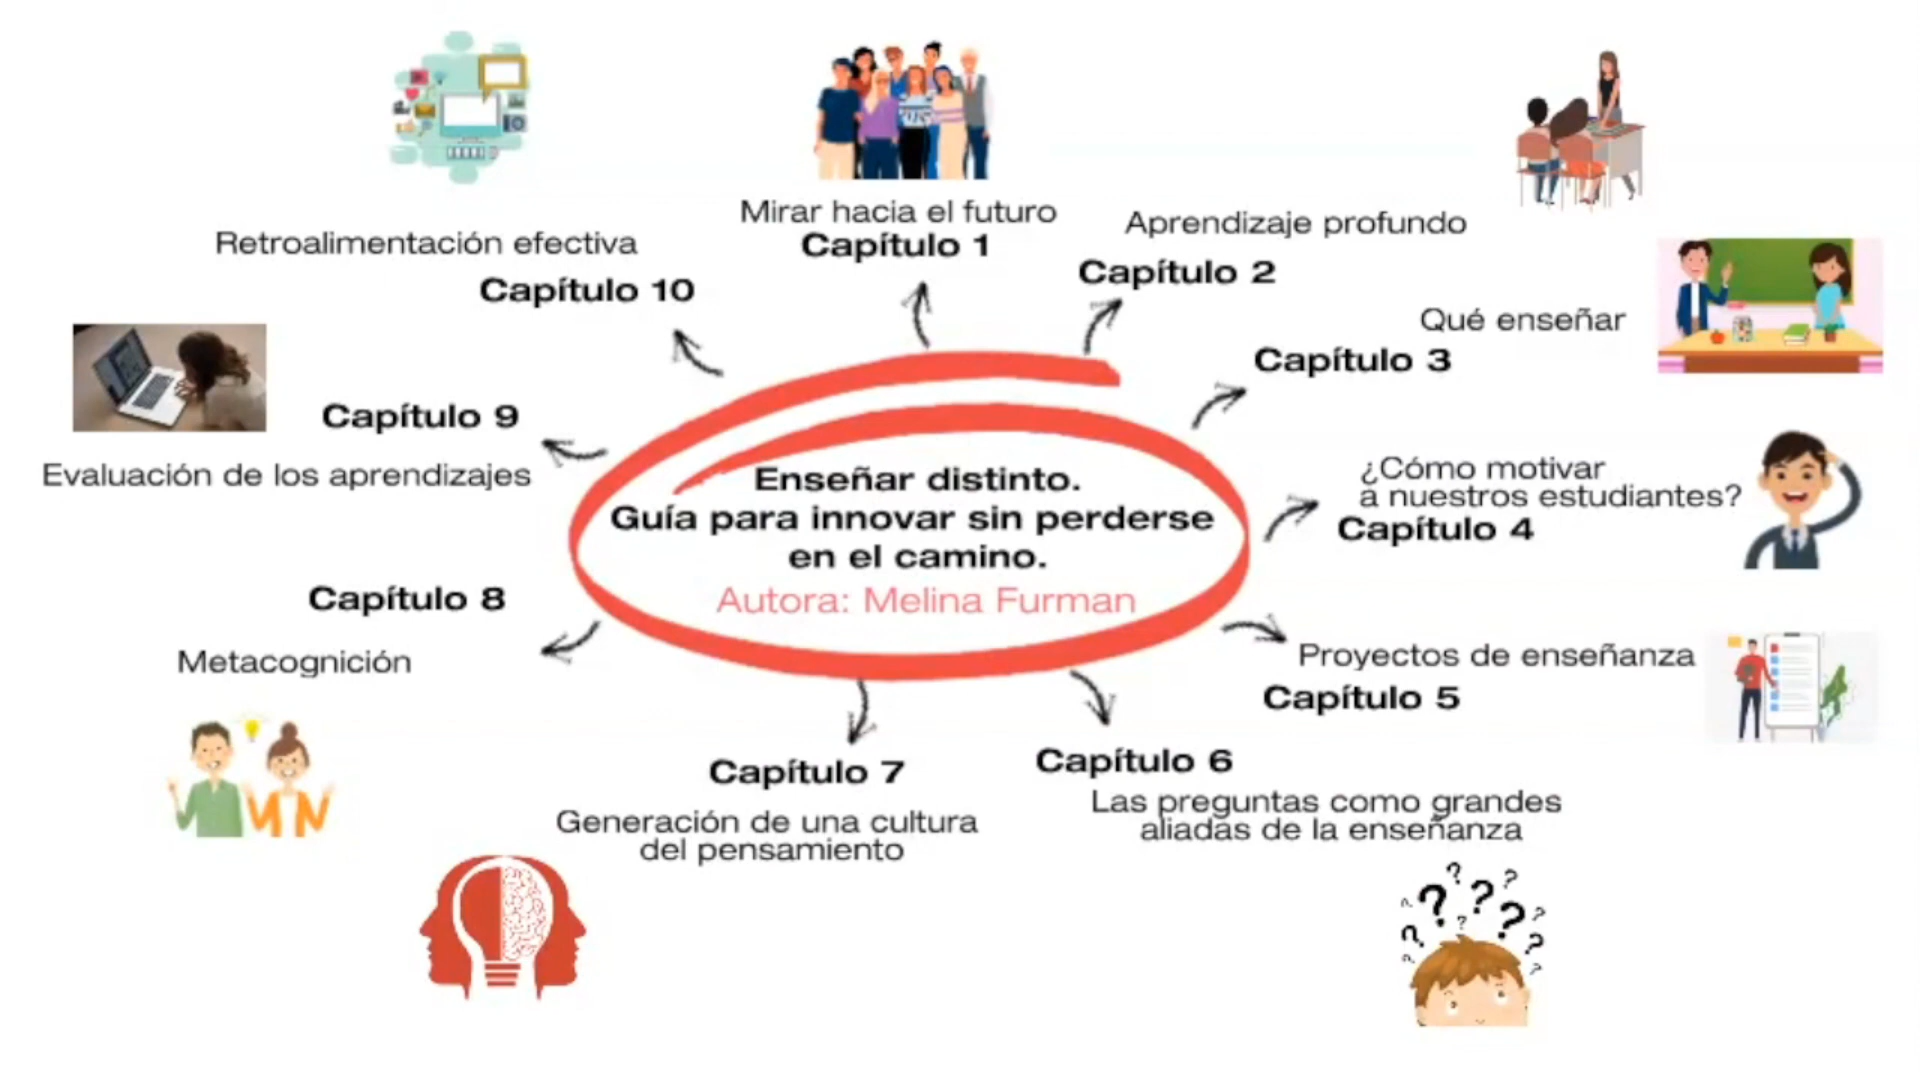 Enseñar distinto.
Guía para innovar sin perderse
en el camino.
Autora: Melina Furman
Mirar hacia el futuro
Capítulo 1
Aprendizaje profundo
Capítulo 2
Qué enseñar
Capítulo 3
¿Cómo motivar
a nuestros estudiantes?
Capítulo 4
Proyectos de enseñanza
Capítulo 5
Capítulo 6
Las preguntas como grandes
aliadas de la enseñanza
Capítulo 7
Generación de una cultura
del pensamiento
Capítulo 8
Metacognición
Capítulo 9
Evaluación de los aprendizajes
Retroalimentación efectiva
Capítulo 10